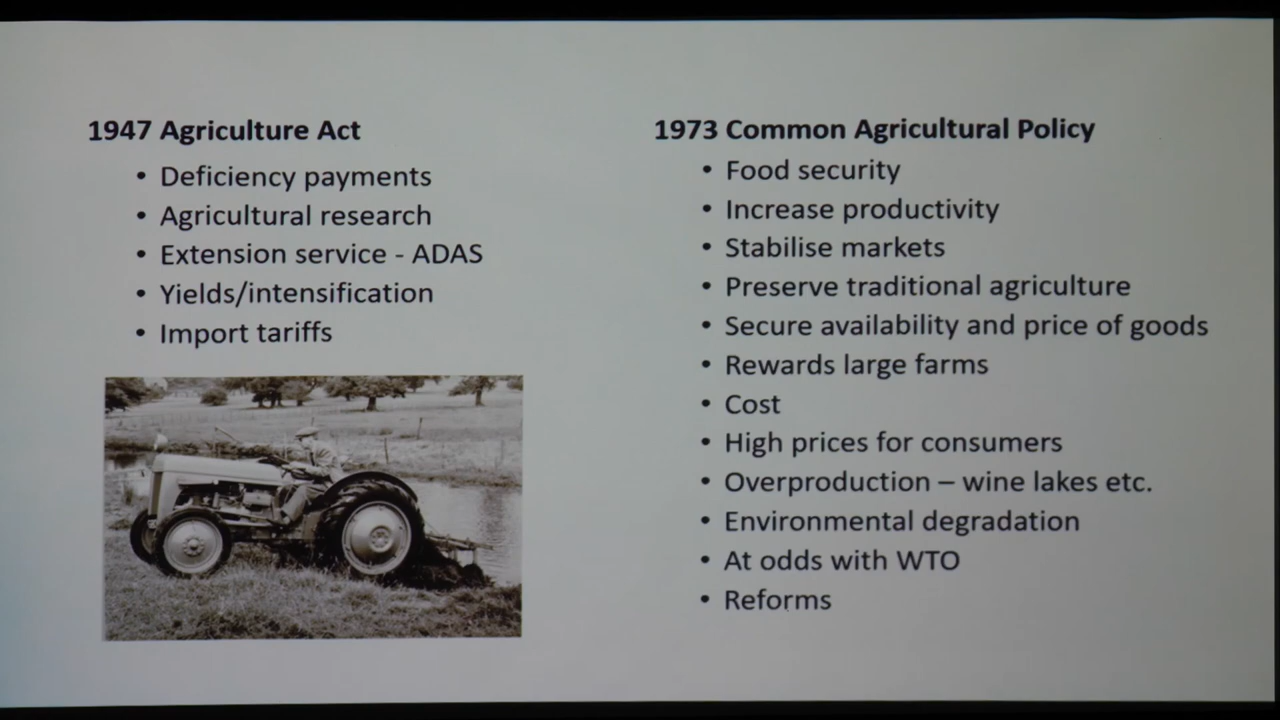 1947 Agriculture Act
• Deficiency payments
• Agricultural research
• Extension service - ADAS
• Yields/intensification
• Import tariffs
1973 Common Agricultural Policy
• Food security
• Increase productivity
• Stabilise markets
• Preserve traditional agriculture
• Secure availability and price of goods
• Rewards large farms
• Cost
• High prices for consumers
• Overproduction – wine lakes etc.
• Environmental degradation
• At odds with WTO
• Reforms